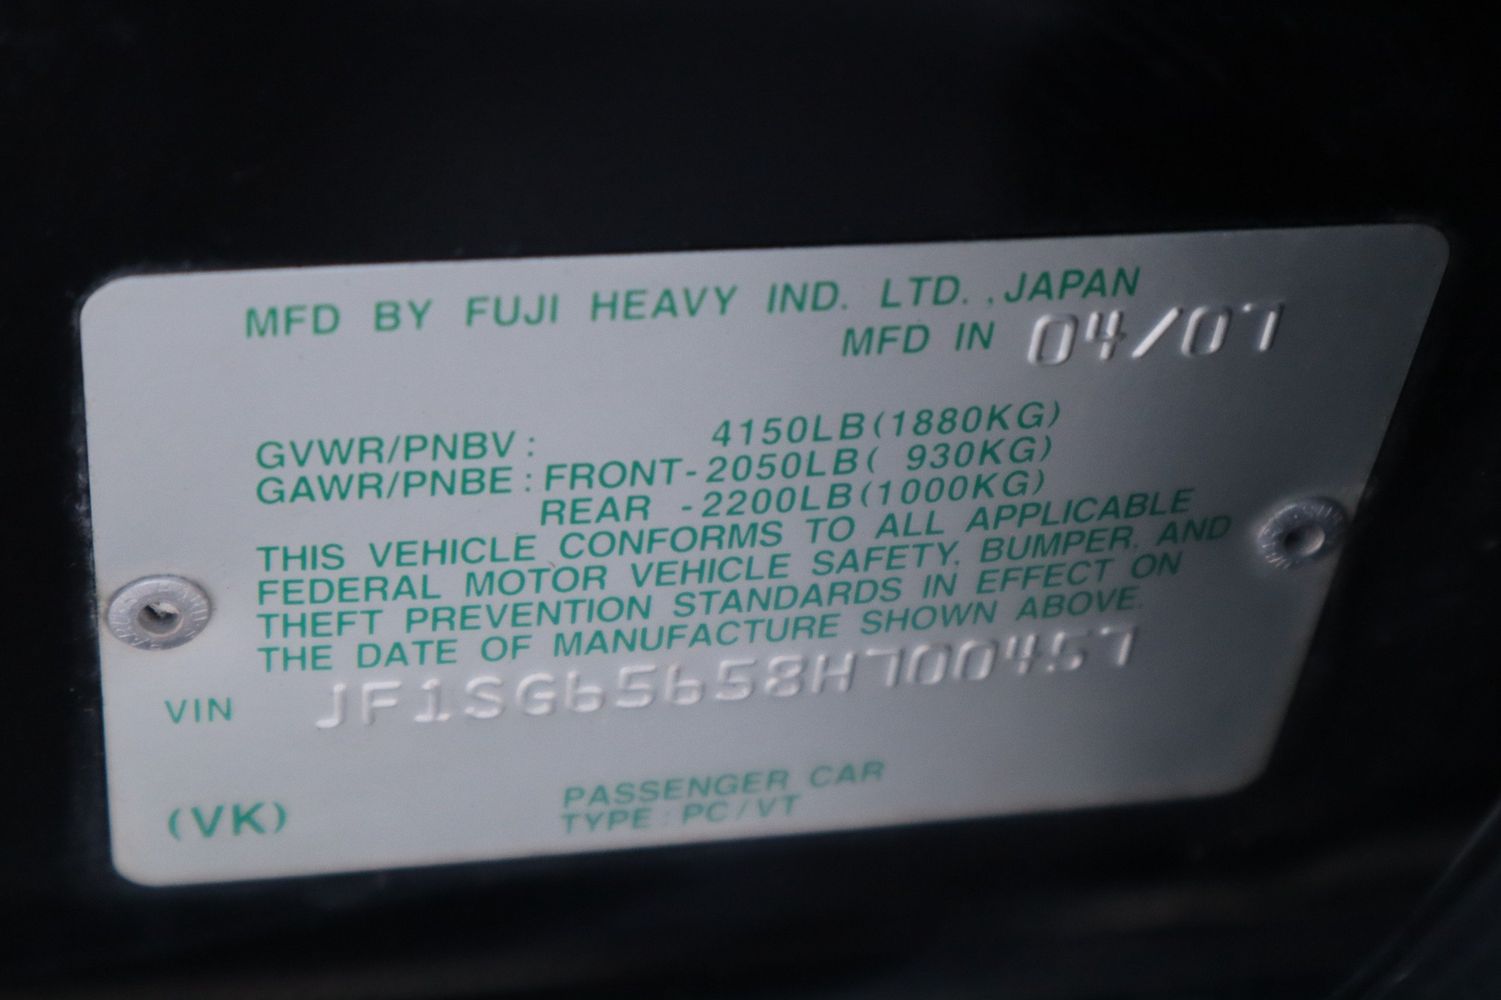 MFD BY FUJI HEAVY IND. LTD., JAPAN
MFD IN 04/07
GVWR/PNBV : 4150LB(1880KG)
GAWR/PNBE : FRONT-2050LB( 930KG)
REAR -2200LB(1000KG)
THIS VEHICLE CONFORMS TO ALL APPLICABLE
FEDERAL MOTOR VEHICLE SAFETY, BUMPER, AND
THEFT PREVENTION STANDARDS IN EFFECT ON
THE DATE OF MANUFACTURE SHOWN ABOVE.
VIN JF1SG65658H700457
(VK) PASSENGER CAR
TYPE : PC/VT